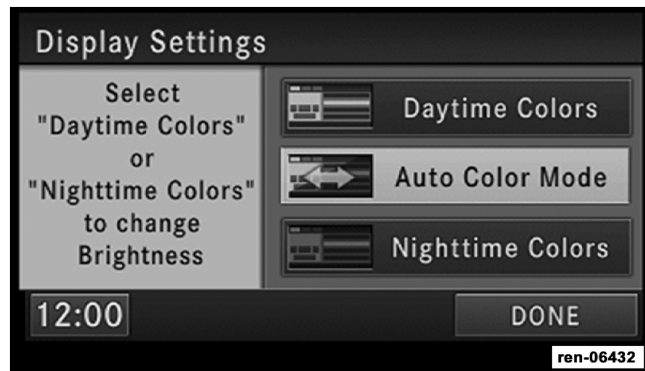 Display Settings
Select
"Daytime Colors"
or
"Nighttime Colors"
to change
Brightness
Daytime Colors
Auto Color Mode
Nighttime Colors
12:00
DONE
ren-06432